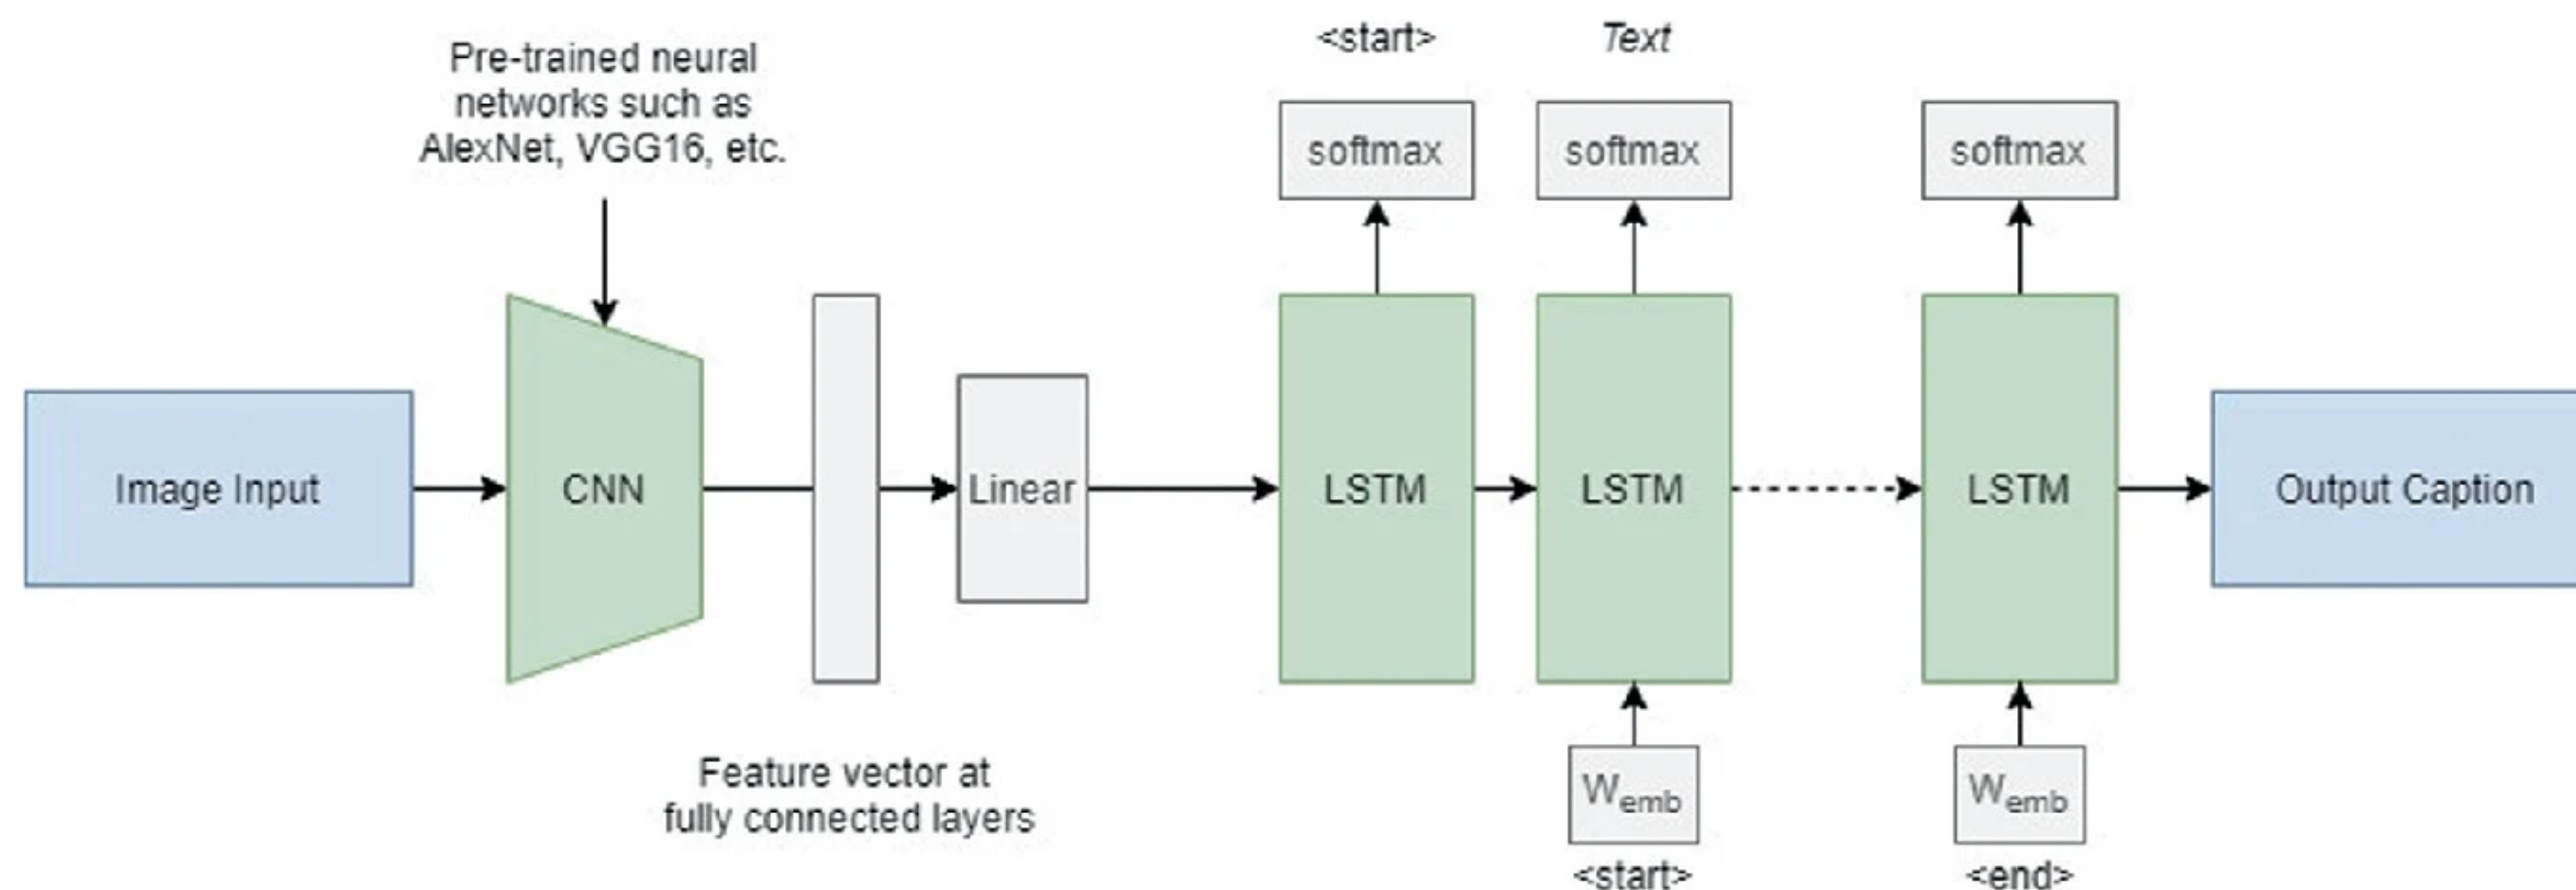 Pre-trained neural
networks such as
AlexNet, VGG16, etc.
<start>
Text
softmax
softmax
softmax
Image Input
CNN
Linear
LSTM
LSTM
LSTM
Output Caption
Feature vector at
fully connected layers
Wemb
Wemb
<start>
<end>